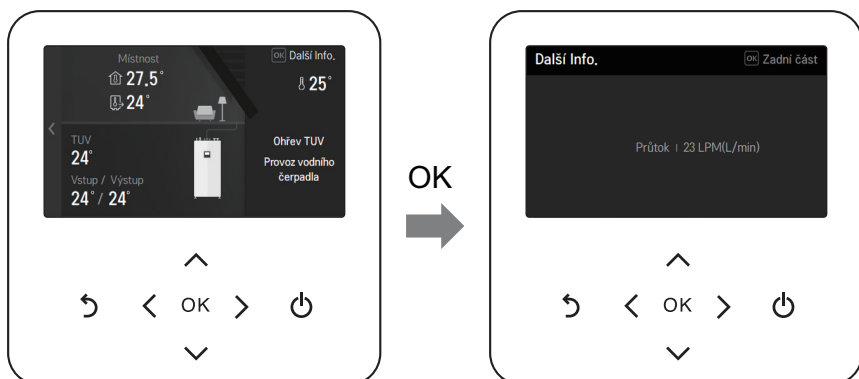 Místnost
27.5°
24°
OK Další Info.
25°
TUV
24°
Vstup / Výstup
24° / 24°
Ohřev TUV
Provoz vodního
čerpadla
OK
OK
Další Info.
OK Zadní část
Průtok | 23 LPM(L/min)
OK